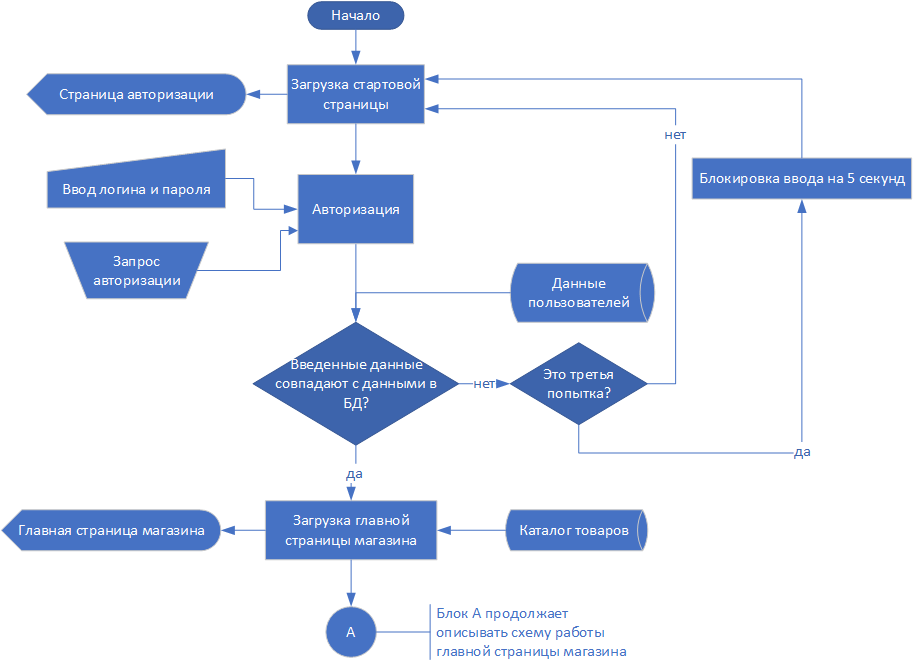 Начало
Загрузка стартовой
страницы
Страница авторизации
нет
Блокировка ввода на 5 секунд
Ввод логина и пароля
Авторизация
Запрос
авторизации
Данные
пользователей
Введенные данные
совпадают с данными в
БД?
нет
Это третья
попытка?
да
да
Главная страница магазина
Загрузка главной
страницы магазина
Каталог товаров
А
Блок А продолжает
описывать схему работы
главной страницы магазина